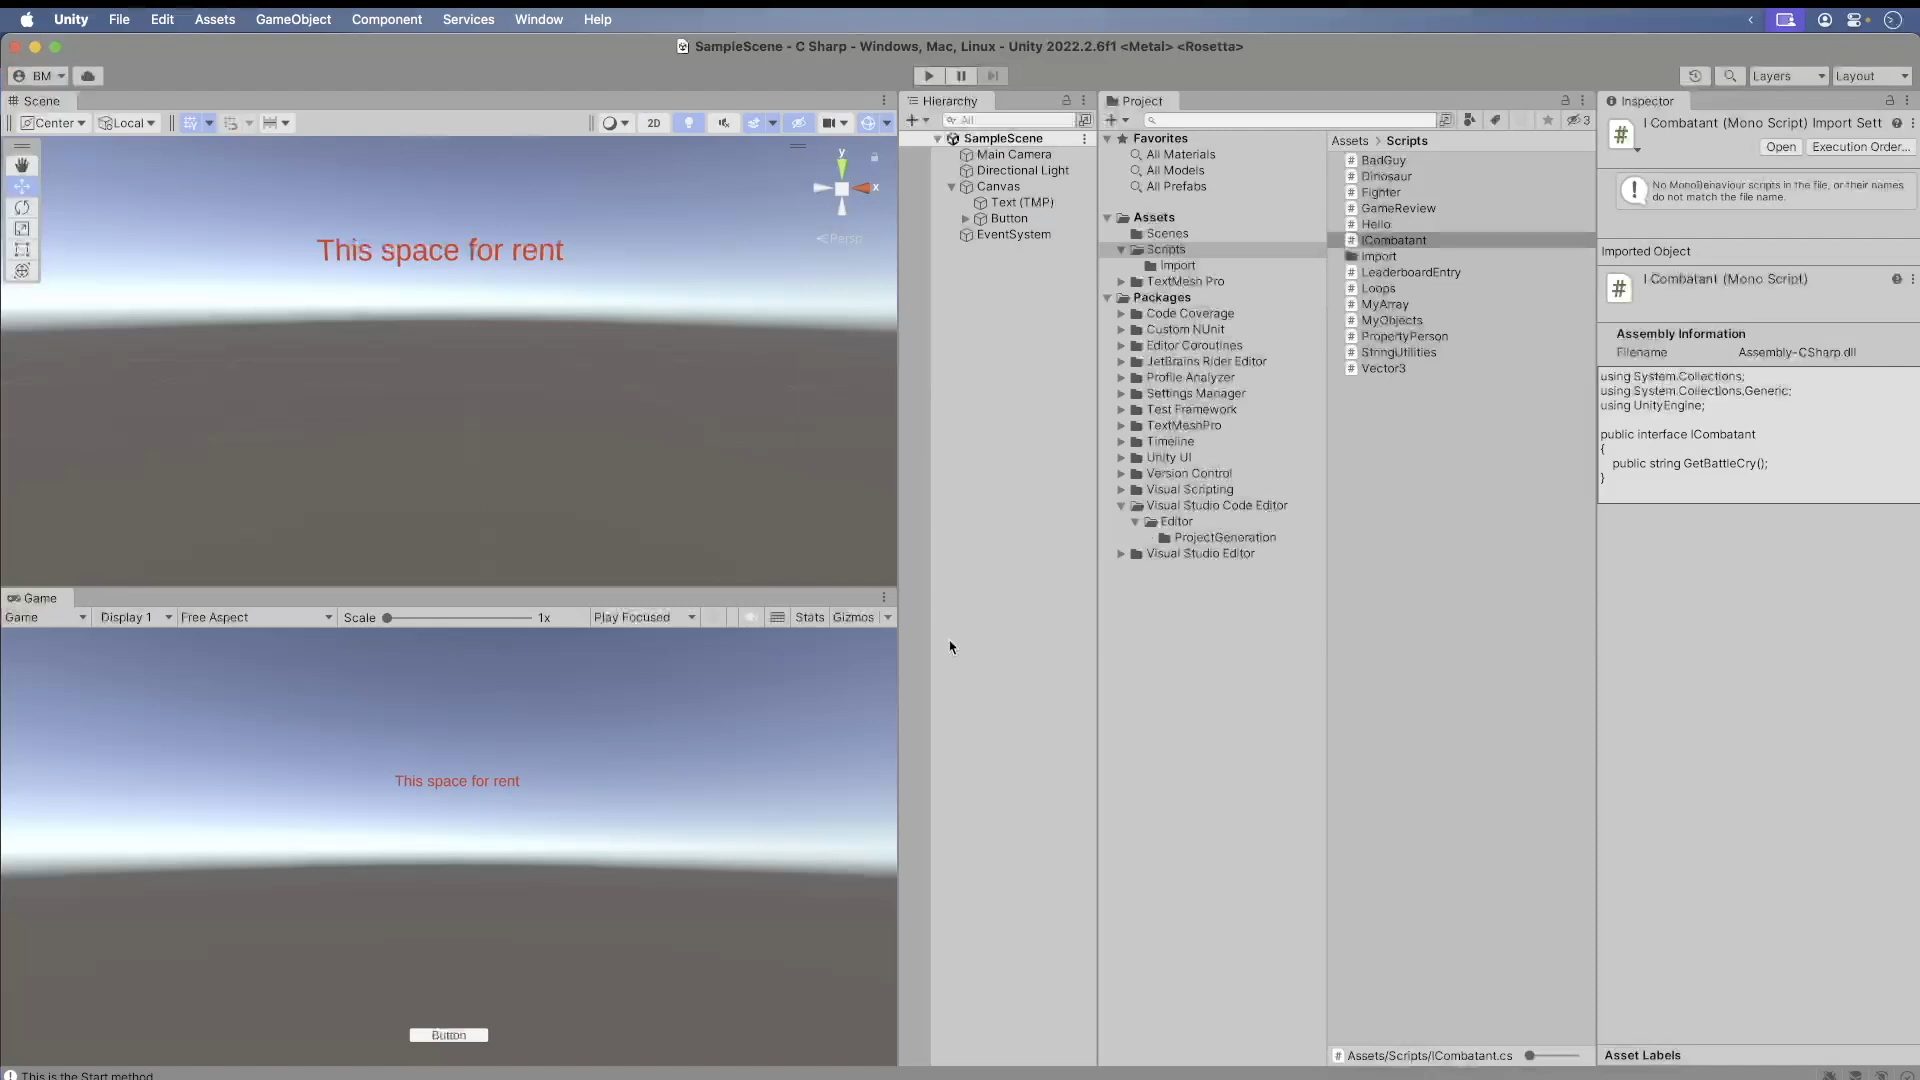 Unity File Edit Assets GameObject Component Services Window Help
SampleScene - C Sharp - Windows, Mac, Linux - Unity 2022.2.6f1 <Metal> <Rosetta>
BM
Layers
Layout
Scene
Center
Local
2D
y
x
Persp
This space for rent
Game
Game
Display 1
Free Aspect
Scale
1x
Play Focused
Stats
Gizmos
This space for rent
Button
This is the Start method
Hierarchy
All
SampleScene
Main Camera
Directional Light
Canvas
Text (TMP)
Button
EventSystem
Project
3
Favorites
All Materials
All Models
All Prefabs
Assets
Scenes
Scripts
Import
TextMesh Pro
Packages
Code Coverage
Custom NUnit
Editor Coroutines
JetBrains Rider Editor
Profile Analyzer
Settings Manager
Test Framework
TextMeshPro
Timeline
Unity UI
Version Control
Visual Scripting
Visual Studio Code Editor
Editor
ProjectGeneration
Visual Studio Editor
Assets > Scripts
BadGuy
Dinosaur
Fighter
GameReview
Hello
ICombatant
Import
LeaderboardEntry
Loops
MyArray
MyObjects
PropertyPerson
StringUtilities
Vector3
Assets/Scripts/ICombatant.cs
Inspector
I Combatant (Mono Script) Import Sett
Open
Execution Order...
No MonoBehaviour scripts in the file, or their names
do not match the file name.
Imported Object
I Combatant (Mono Script)
Assembly Information
Filename
Assembly-CSharp.dll
using System.Collections;
using System.Collections.Generic;
using UnityEngine;
public interface ICombatant
{
public string GetBattleCry();
}
Asset Labels